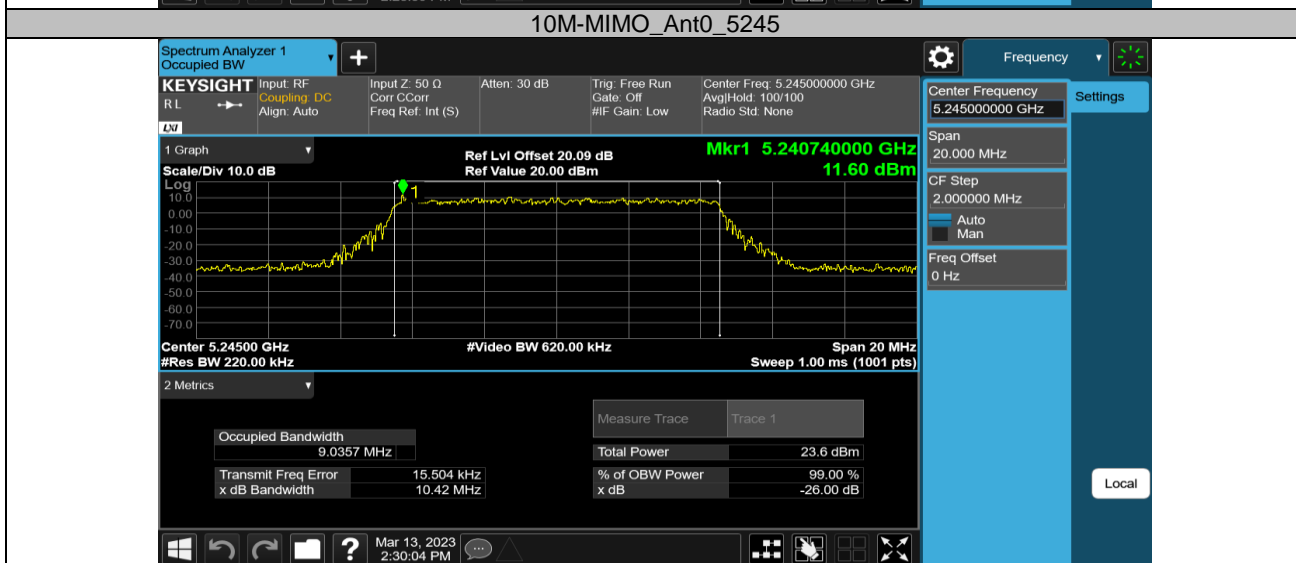 10M-MIMO_Ant0_5245
Spectrum Analyzer 1
Occupied BW
+
Frequency
KEYSIGHT
R L
LXI
Input: RF
Coupling: DC
Align: Auto
Input Z: 50 Ω
Corr CCorr
Freq Ref: Int (S)
Atten: 30 dB
Trig: Free Run
Gate: Off
#IF Gain: Low
Center Freq: 5.245000000 GHz
Avg|Hold: 100/100
Radio Std: None
Center Frequency
5.245000000 GHz
Settings
Span
20.000 MHz
CF Step
2.000000 MHz
Auto
Man
Freq Offset
0 Hz
1 Graph
Scale/Div 10.0 dB
Ref Lvl Offset 20.09 dB
Ref Value 20.00 dBm
Mkr1 5.240740000 GHz
11.60 dBm
Log
1
10.0
0.00
-10.0
-20.0
-30.0
-40.0
-50.0
-60.0
-70.0
Center 5.24500 GHz
#Res BW 220.00 kHz
#Video BW 620.00 kHz
Span 20 MHz
Sweep 1.00 ms (1001 pts)
2 Metrics
Measure Trace
Trace 1
Occupied Bandwidth
9.0357 MHz
Total Power
23.6 dBm
Transmit Freq Error
15.504 kHz
% of OBW Power
99.00 %
x dB Bandwidth
10.42 MHz
x dB
-26.00 dB
Local
?
Mar 13, 2023
2:30:04 PM